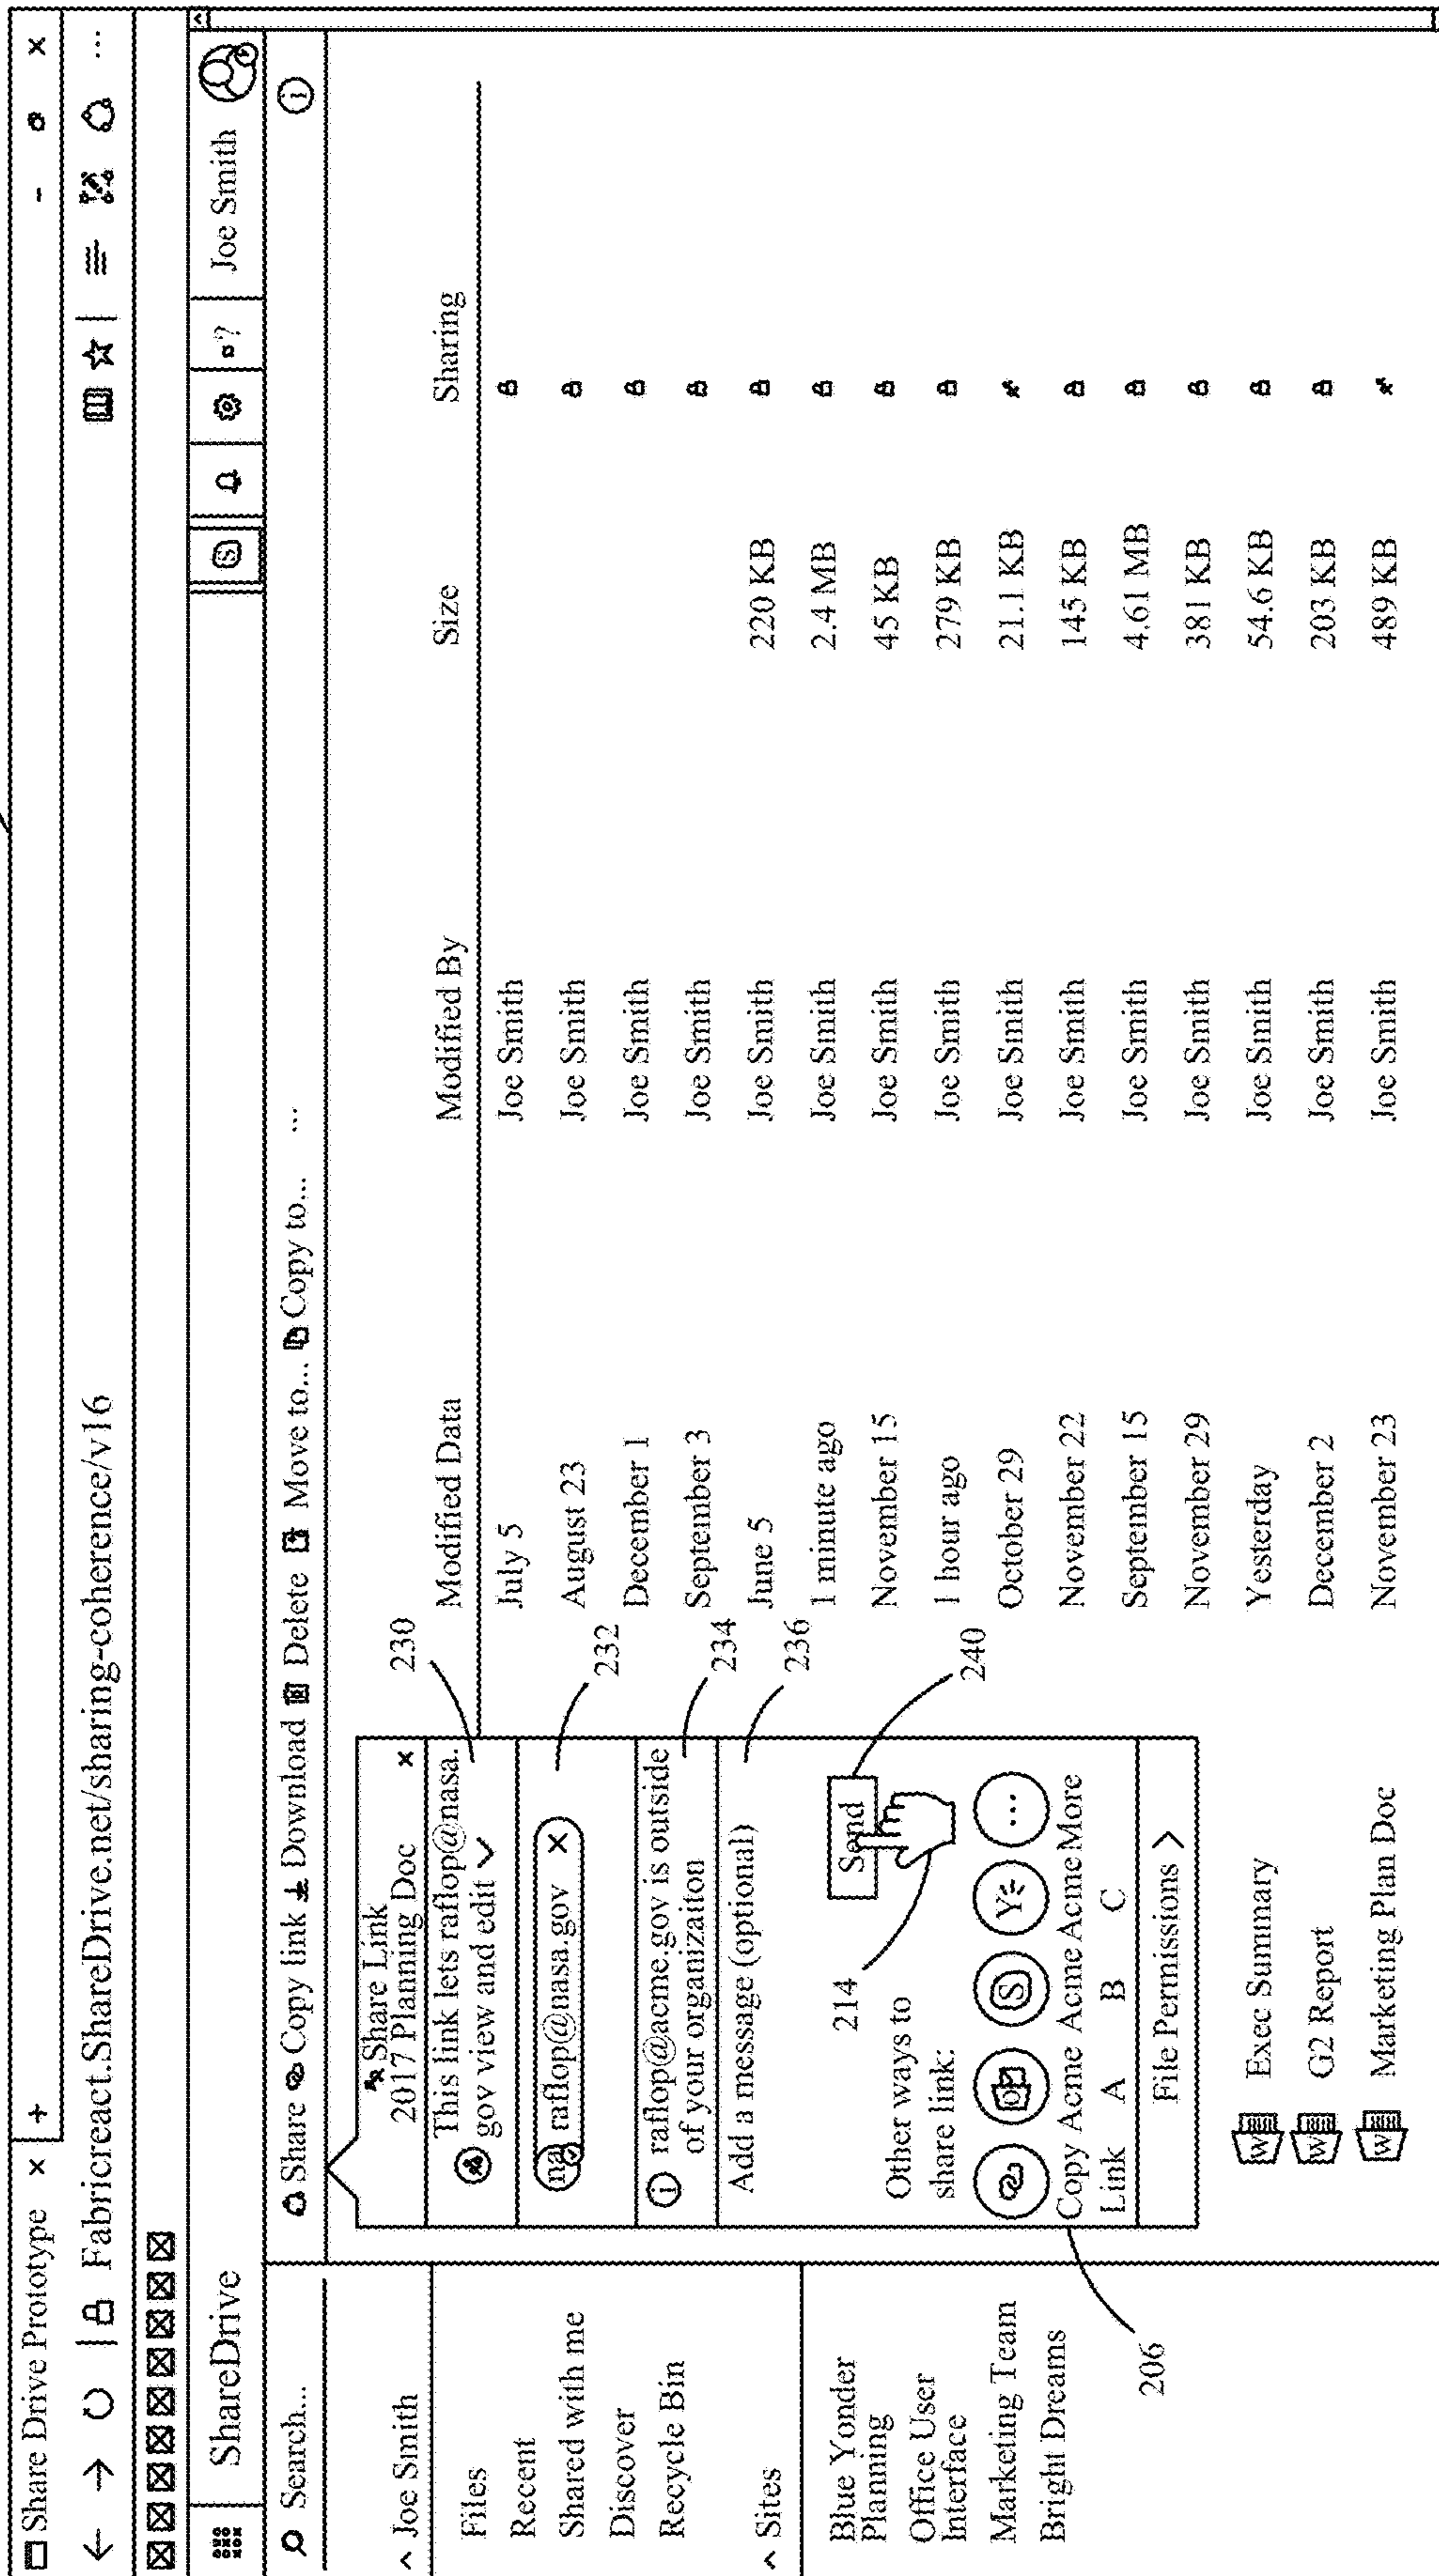 Share Drive Prototype × +
Fabricreact.ShareDrive.net/sharing-coherence/v16
ShareDrive
?
Joe Smith
Search...
Share Copy link Download Delete Move to... Copy to... ...
Joe Smith
Files
Recent
Shared with me
Discover
Recycle Bin
Sites
Blue Yonder
Planning
Office User
Interface
Marketing Team
Bright Dreams
Share Link
2017 Planning Doc ×
This link lets raflop@nasa.
gov view and edit
na raflop@nasa.gov ×
raflop@acme.gov is outside
of your organizaiton
Add a message (optional)
Send
Other ways to
share link:
Copy Acme Acme Acme More
Link A B C
File Permissions >
230
232
234
236
240
214
206
W Exec Summary
W G2 Report
W Marketing Plan Doc
Modified Data Modified By Size Sharing
July 5 Joe Smith
August 23 Joe Smith
December 1 Joe Smith
September 3 Joe Smith
June 5 Joe Smith 220 KB
1 minute ago Joe Smith 2.4 MB
November 15 Joe Smith 45 KB
1 hour ago Joe Smith 279 KB
October 29 Joe Smith 21.1 KB
November 22 Joe Smith 145 KB
September 15 Joe Smith 4.61 MB
November 29 Joe Smith 381 KB
Yesterday Joe Smith 54.6 KB
December 2 Joe Smith 203 KB
November 23 Joe Smith 489 KB